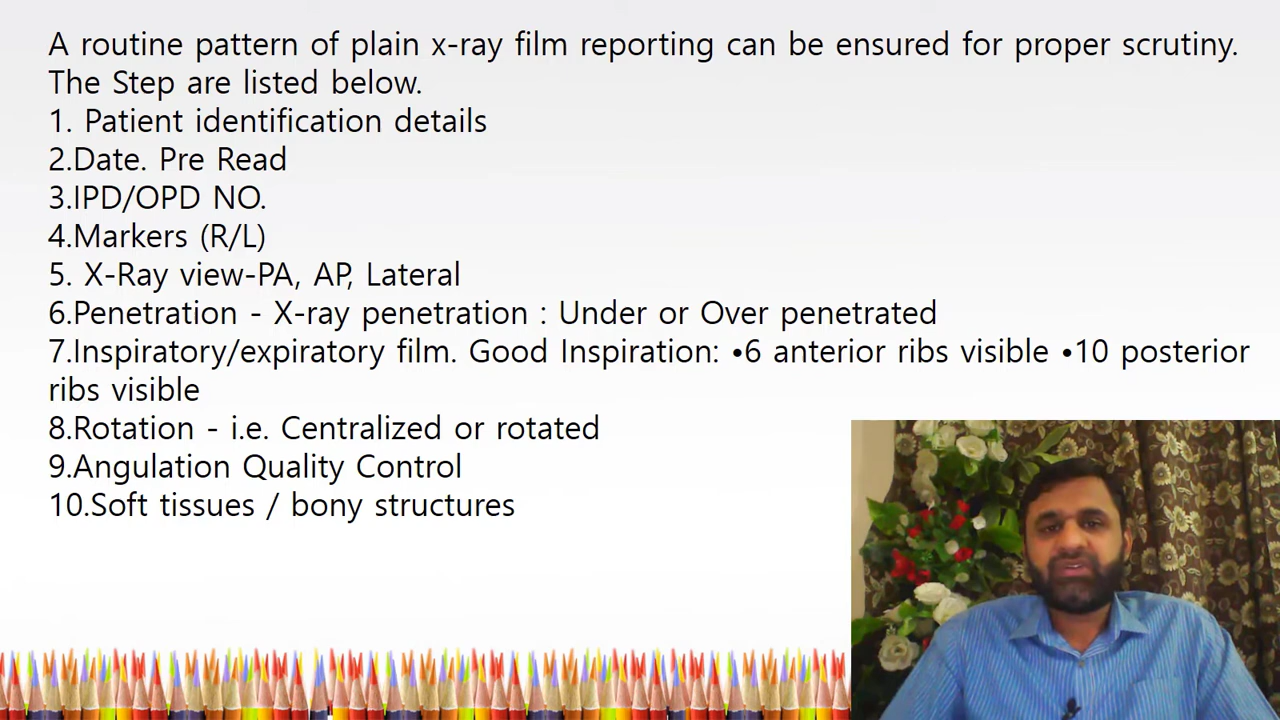 A routine pattern of plain x-ray film reporting can be ensured for proper scrutiny.
The Step are listed below.
1. Patient identification details
2.Date. Pre Read
3.IPD/OPD NO.
4.Markers (R/L)
5. X-Ray view-PA, AP, Lateral
6.Penetration - X-ray penetration : Under or Over penetrated
7.Inspiratory/expiratory film. Good Inspiration: •6 anterior ribs visible •10 posterior
ribs visible
8.Rotation - i.e. Centralized or rotated
9.Angulation Quality Control
10.Soft tissues / bony structures